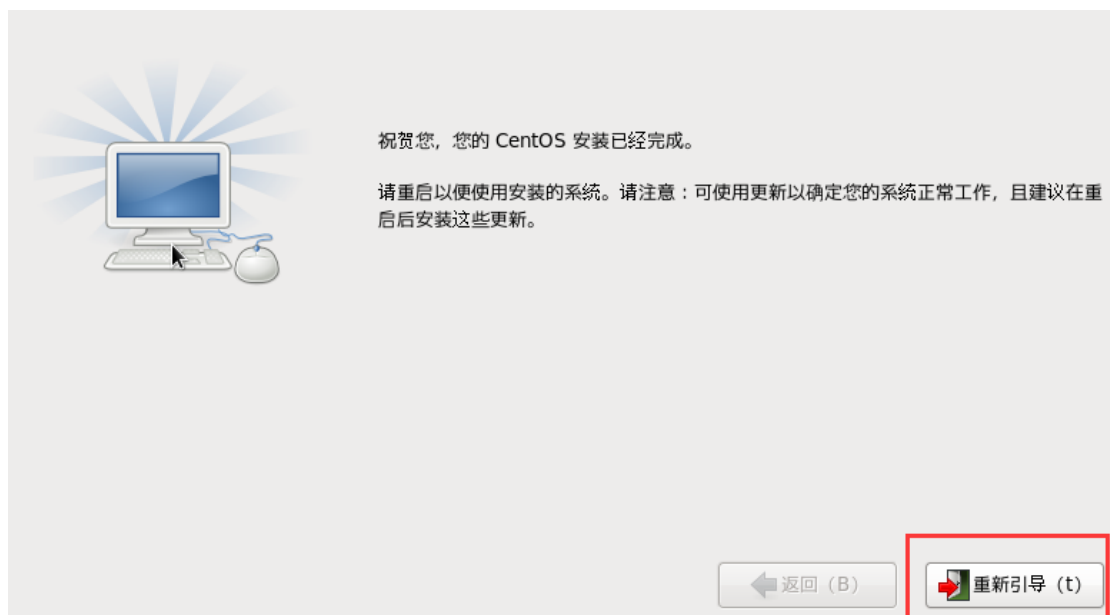 祝贺您，您的 CentOS 安装已经完成。
请重启以便使用安装的系统。请注意：可使用更新以确定您的系统正常工作，且建议在重
启后安装这些更新。
返回（B）
重新引导（t）